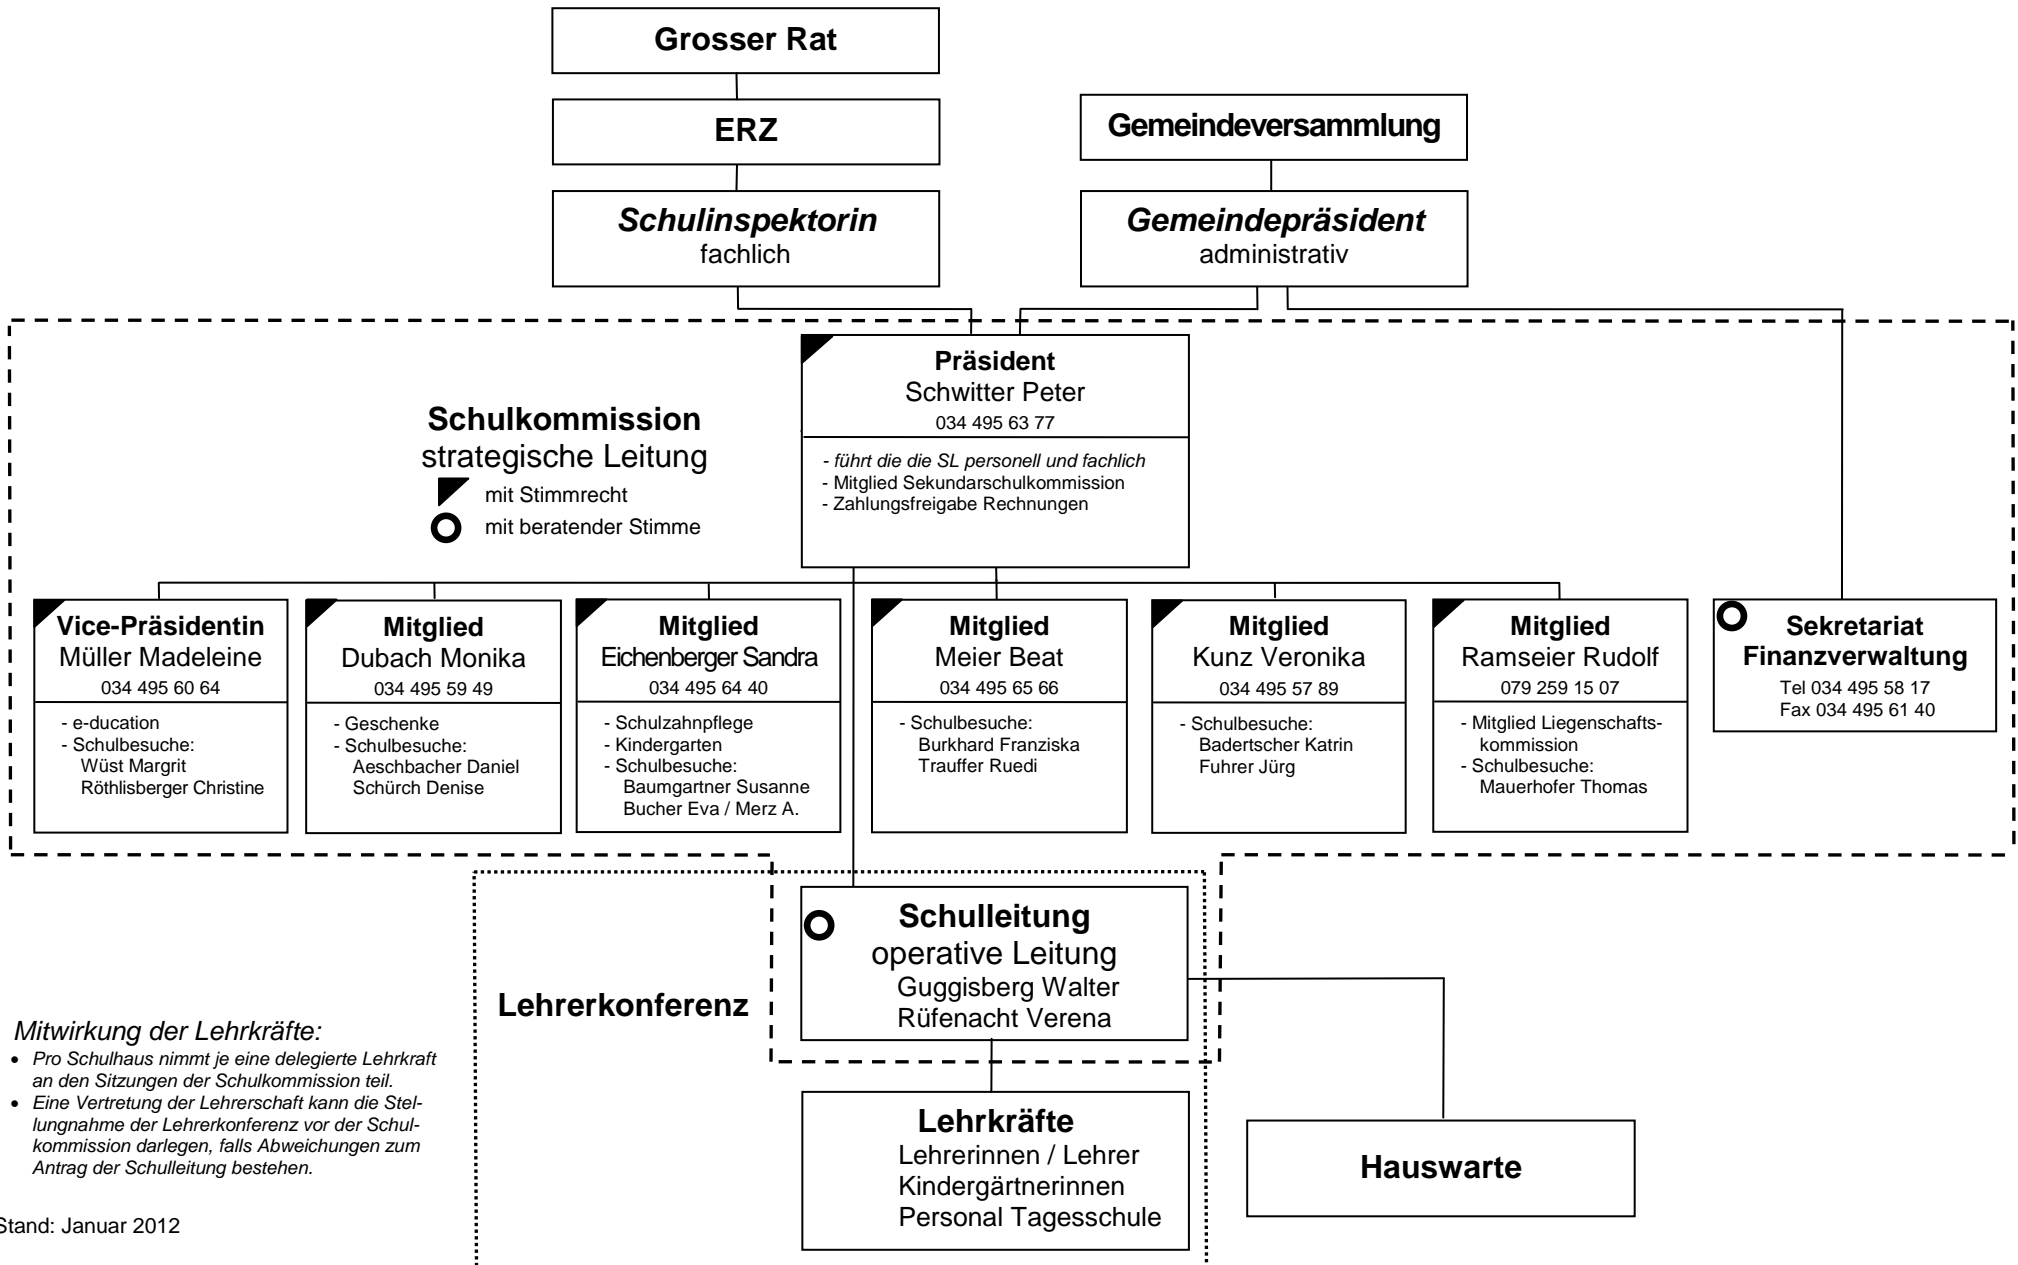 Grosser Rat
ERZ
Gemeindeversammlung
Schulinspektorin
fachlich
Gemeindepräsident
administrativ
Präsident
Schwitter Peter
034 495 63 77
- führt die die SL personell und fachlich
- Mitglied Sekundarschulkommission
- Zahlungsfreigabe Rechnungen
Schulkommission
strategische Leitung
mit Stimmrecht
mit beratender Stimme
Vice-Präsidentin
Müller Madeleine
034 495 60 64
- e-ducation
- Schulbesuche:
Wüst Margrit
Röthlisberger Christine
Mitglied
Dubach Monika
034 495 59 49
- Geschenke
- Schulbesuche:
Aeschbacher Daniel
Schürch Denise
Mitglied
Eichenberger Sandra
034 495 64 40
- Schulzahnpflege
- Kindergarten
- Schulbesuche:
Baumgartner Susanne
Bucher Eva / Merz A.
Mitglied
Meier Beat
034 495 65 66
- Schulbesuche:
Burkhard Franziska
Trauffer Ruedi
Mitglied
Kunz Veronika
034 495 57 89
- Schulbesuche:
Badertscher Katrin
Fuhrer Jürg
Mitglied
Ramseier Rudolf
079 259 15 07
- Mitglied Liegenschafts-
kommission
- Schulbesuche:
Mauerhofer Thomas
Sekretariat
Finanzverwaltung
Tel 034 495 58 17
Fax 034 495 61 40
Schulleitung
operative Leitung
Guggisberg Walter
Rüfenacht Verena
Lehrerkonferenz
Mitwirkung der Lehrkräfte:
• Pro Schulhaus nimmt je eine delegierte Lehrkraft
an den Sitzungen der Schulkommission teil.
• Eine Vertretung der Lehrerschaft kann die Stel-
lungnahme der Lehrerkonferenz vor der Schul-
kommission darlegen, falls Abweichungen zum
Antrag der Schulleitung bestehen.
Lehrkräfte
Lehrerinnen / Lehrer
Kindergärtnerinnen
Personal Tagesschule
Hauswarte
Stand: Januar 2012